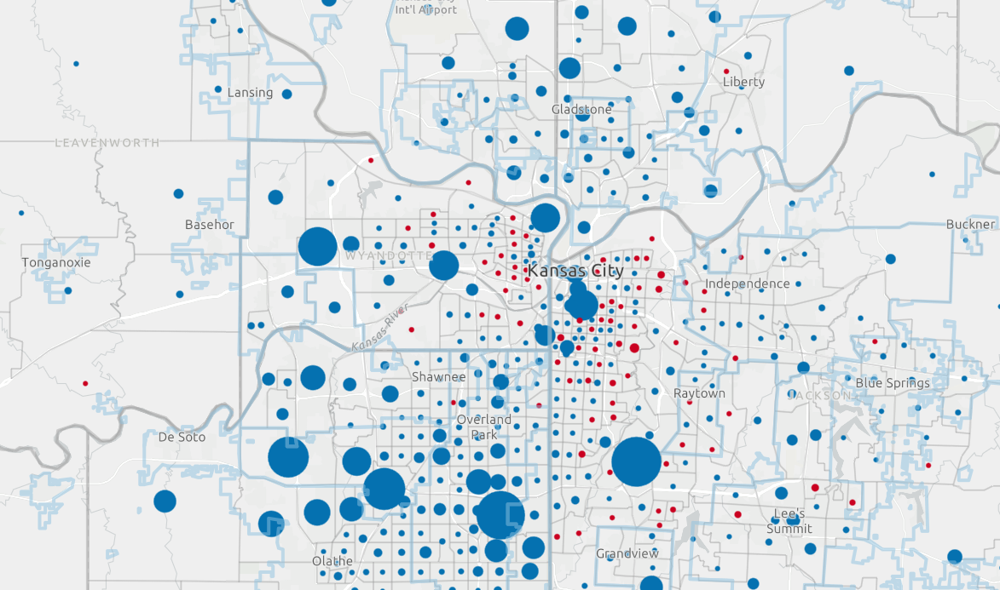 Int'l Airport
Lansing
Liberty
Gladstone
LEAVENWORTH
Basehor
Buckner
WYANDOTTE
Tonganoxie
Kansas City
Independence
Kansas River
Shawnee
Blue Springs
Raytown
JACKSON
Overland
Park
De Soto
Lee's
Summit
Grandview
Olathe